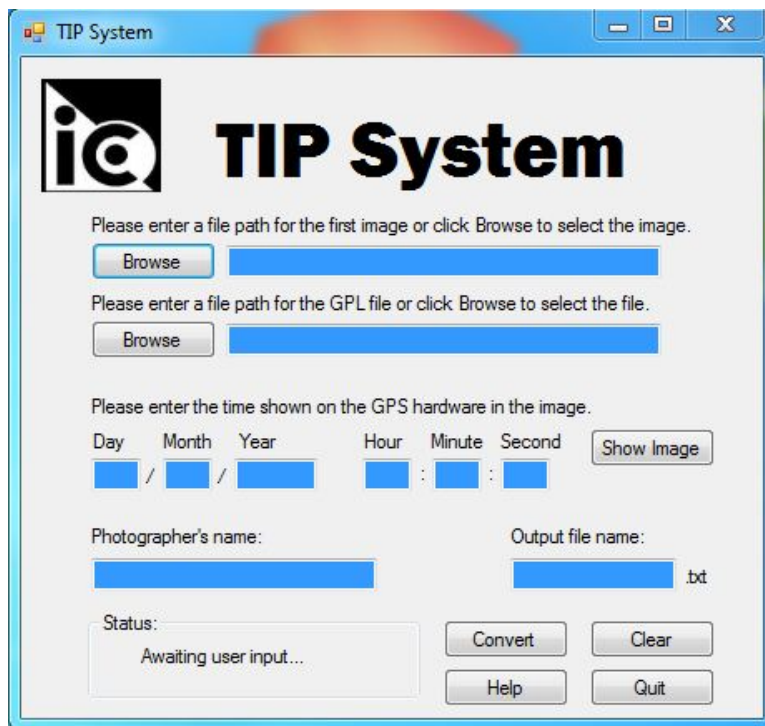 TIP System
iQ TIP System
Please enter a file path for the first image or click Browse to select the image.
Browse
Please enter a file path for the GPL file or click Browse to select the file.
Browse
Please enter the time shown on the GPS hardware in the image.
Day Month Year Hour Minute Second Show Image
/ / : :
Photographer's name: Output file name:
.txt
Status:
Awaiting user input...
Convert Clear
Help Quit